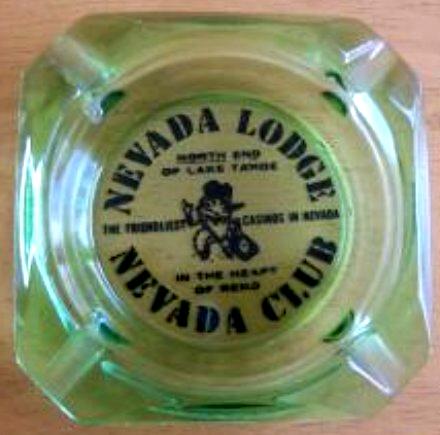 NEVADA LODGE
NORTH END
OF LAKE TAHOE
THE FRIENDLIEST CASINOS IN NEVADA
IN THE HEART
OF RENO
NEVADA CLUB